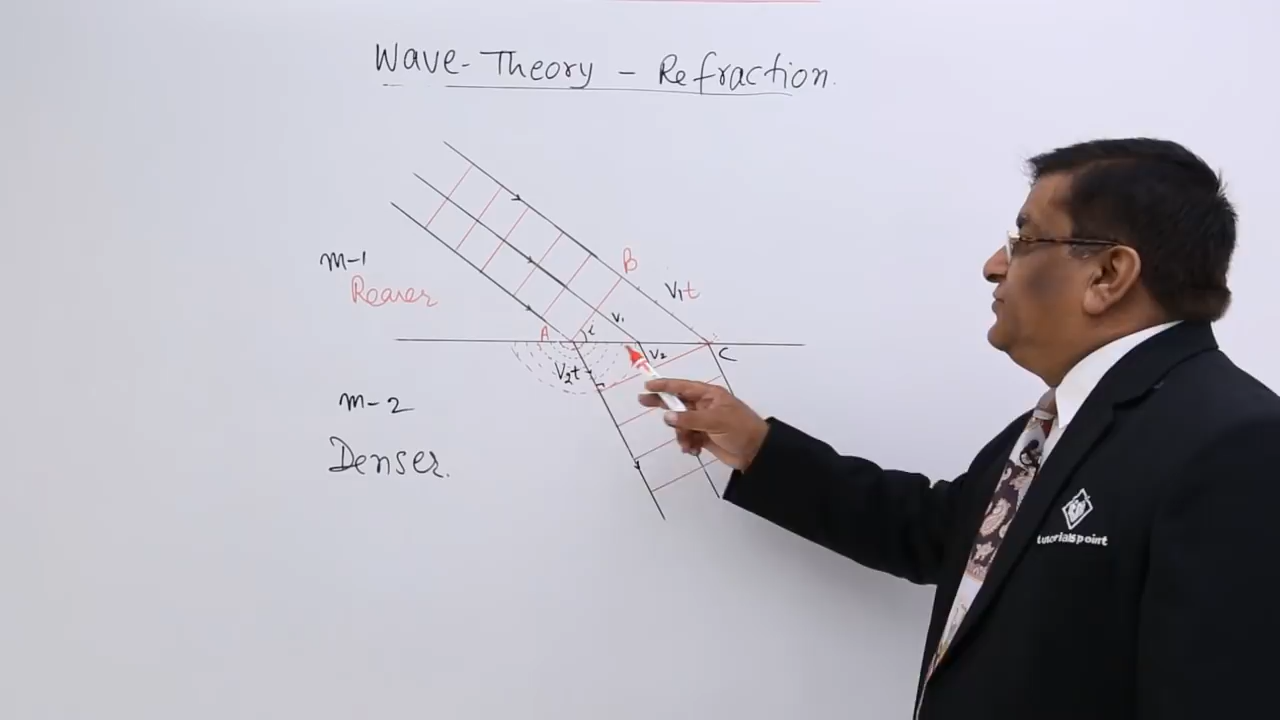 Wave-Theory - Refraction.
B
m-1
V₁t
Rearer
V₁
A
i
V₂
C
V₂t
m-2
Denser.
tutorialspoint